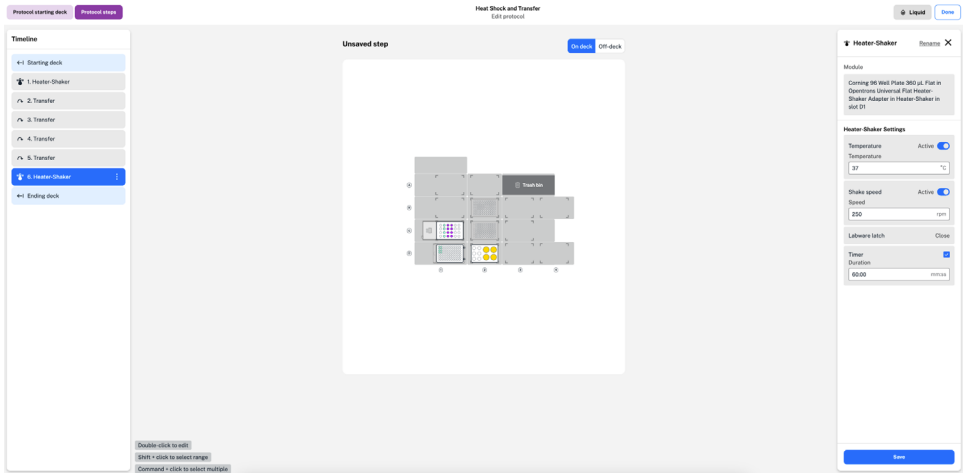 Protocol starting deck
Protocol steps
Heat Shock and Transfer
Edit protocol
Liquid
Done
Timeline
Starting deck
1. Heater-Shaker
2. Transfer
3. Transfer
4. Transfer
5. Transfer
6. Heater-Shaker
Ending deck
Unsaved step
On deck
Off-deck
Trash bin
Double-click to edit
Shift + click to select range
Command + click to select multiple
Heater-Shaker
Rename
Module
Corning 96 Well Plate 360 µL Flat in
Opentrons Universal Flat Heater-
Shaker Adapter in Heater-Shaker in
slot D1
Heater-Shaker Settings
Temperature
Active
Temperature
37
°C
Shake speed
Active
Speed
250
rpm
Labware latch
Close
Timer
Duration
60:00
mm:ss
Save